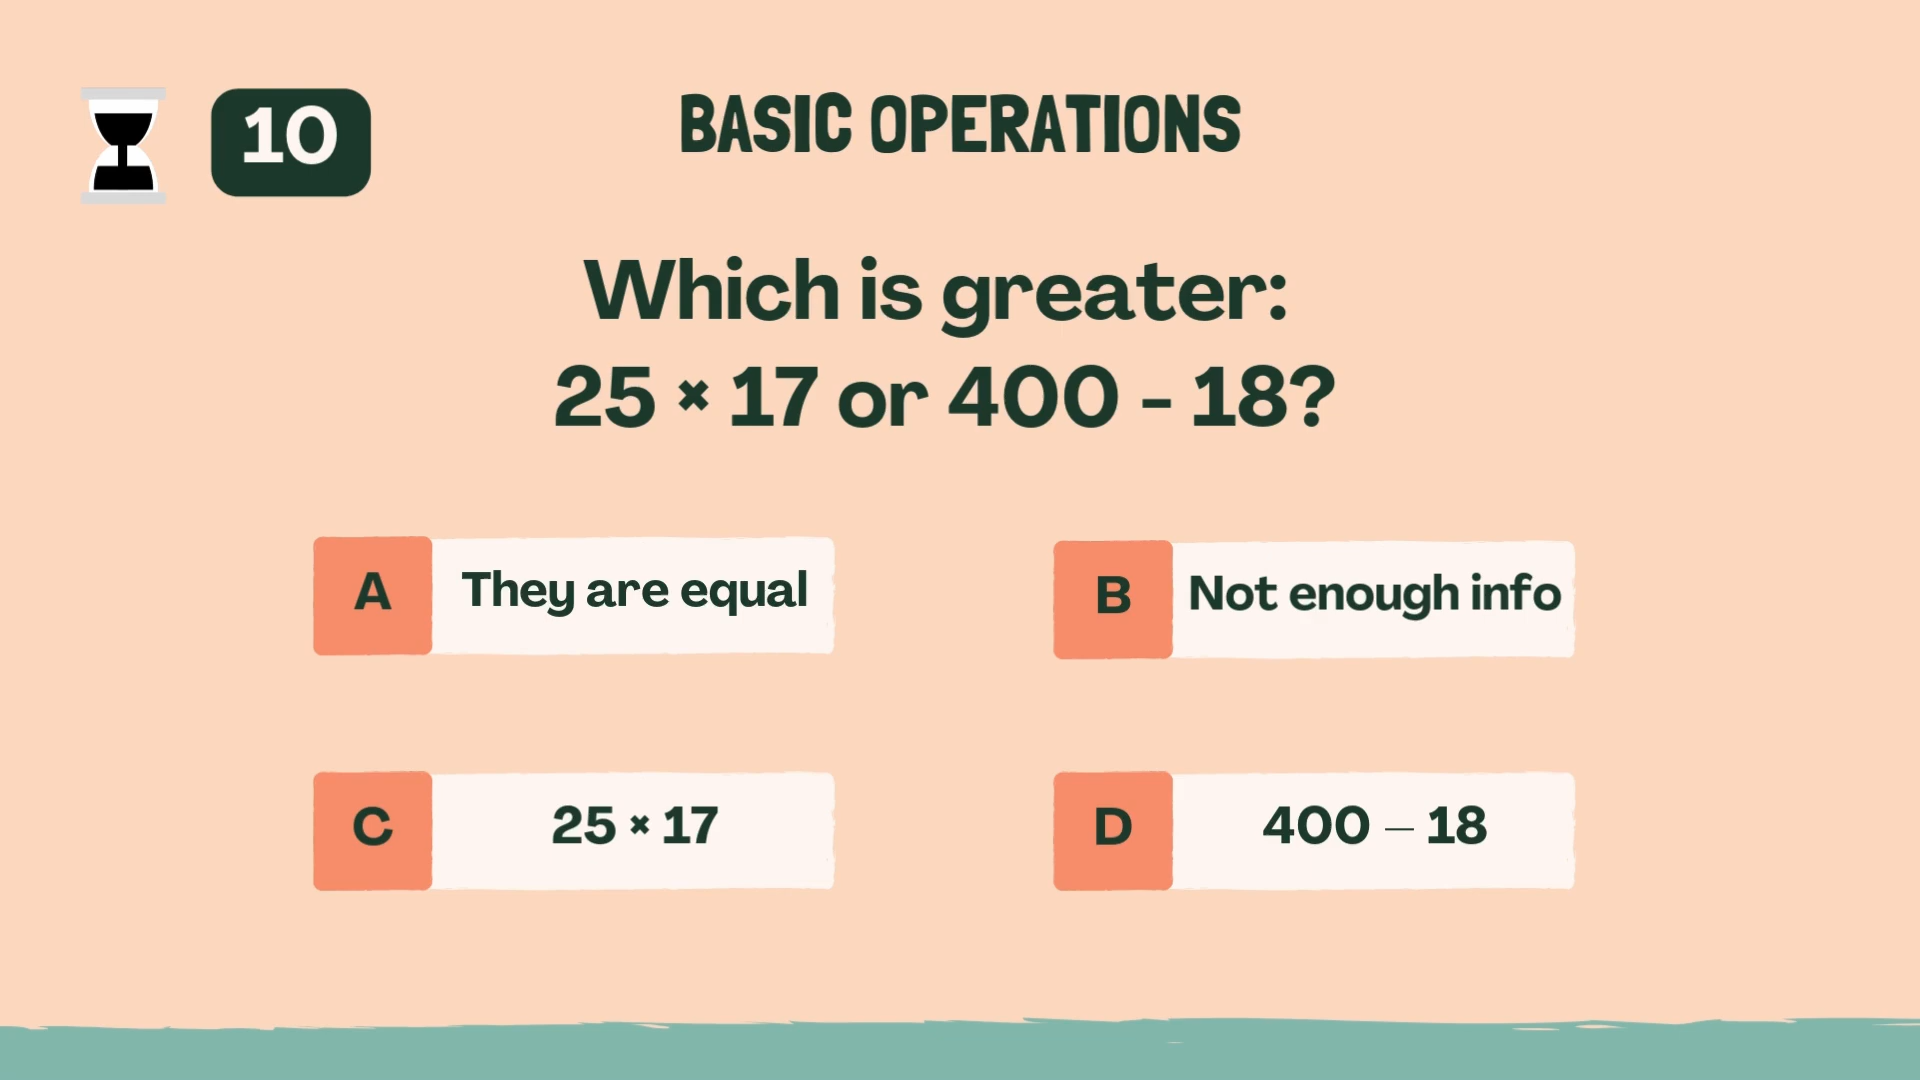 10
BASIC OPERATIONS
Which is greater:
25 × 17 or 400 - 18?
A They are equal
B Not enough info
C 25 × 17
D 400 – 18